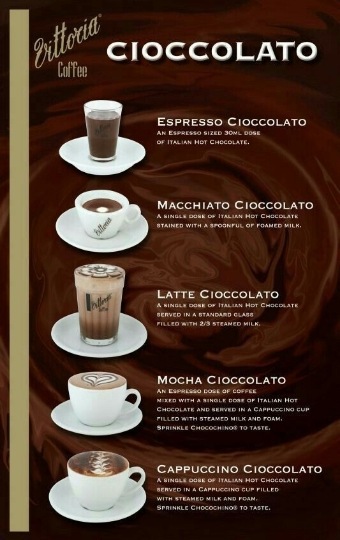 Vittoria®
Coffee
CIOCCOLATO
ESPRESSO CIOCCOLATO
AN ESPRESSO SIZED 30ML DOSE
OF ITALIAN HOT CHOCOLATE.
MACCHIATO CIOCCOLATO
A SINGLE DOSE OF ITALIAN HOT CHOCOLATE
STAINED WITH A SPOONFUL OF FOAMED MILK.
Vittoria
LATTE CIOCCOLATO
A SINGLE DOSE OF ITALIAN HOT CHOCOLATE
SERVED IN A STANDARD GLASS
FILLED WITH 2/3 STEAMED MILK.
Vittoria
MOCHA CIOCCOLATO
AN ESPRESSO DOSE OF COFFEE
MIXED WITH A SINGLE DOSE OF ITALIAN HOT
CHOCOLATE AND SERVED IN A CAPPUCCINO CUP
FILLED WITH STEAMED MILK AND FOAM.
SPRINKLE CHOCOCHINO® TO TASTE.
CAPPUCCINO CIOCCOLATO
A SINGLE DOSE OF ITALIAN HOT CHOCOLATE
SERVED IN A CAPPUCCINO CUP FILLED
WITH STEAMED MILK AND FOAM.
SPRINKLE CHOCOCHINO® TO TASTE.